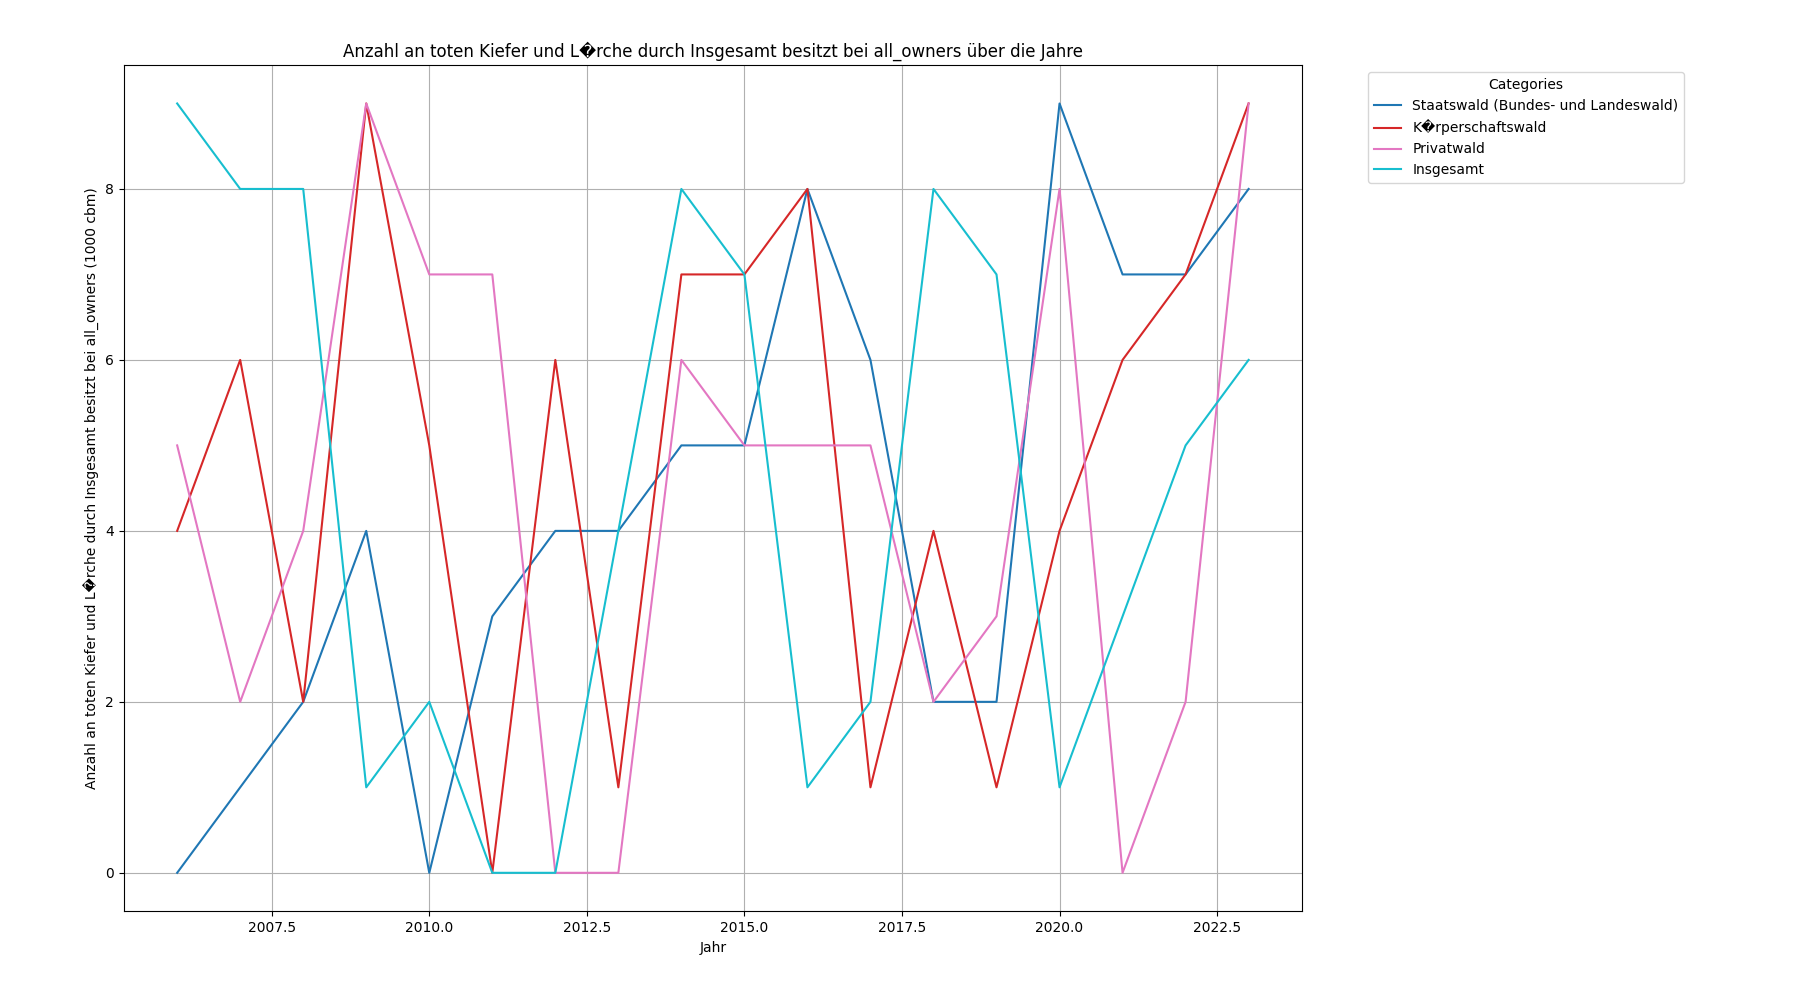 Anzahl an toten Kiefer und L�rche durch Insgesamt besitzt bei all_owners über die Jahre
Categories
Staatswald (Bundes- und Landeswald)
K�rperschaftswald
Privatwald
Insgesamt
Anzahl an toten Kiefer und L�rche durch Insgesamt besitzt bei all_owners (1000 cbm)
8
6
4
2
0
2007.5
2010.0
2012.5
2015.0
2017.5
2020.0
2022.5
Jahr